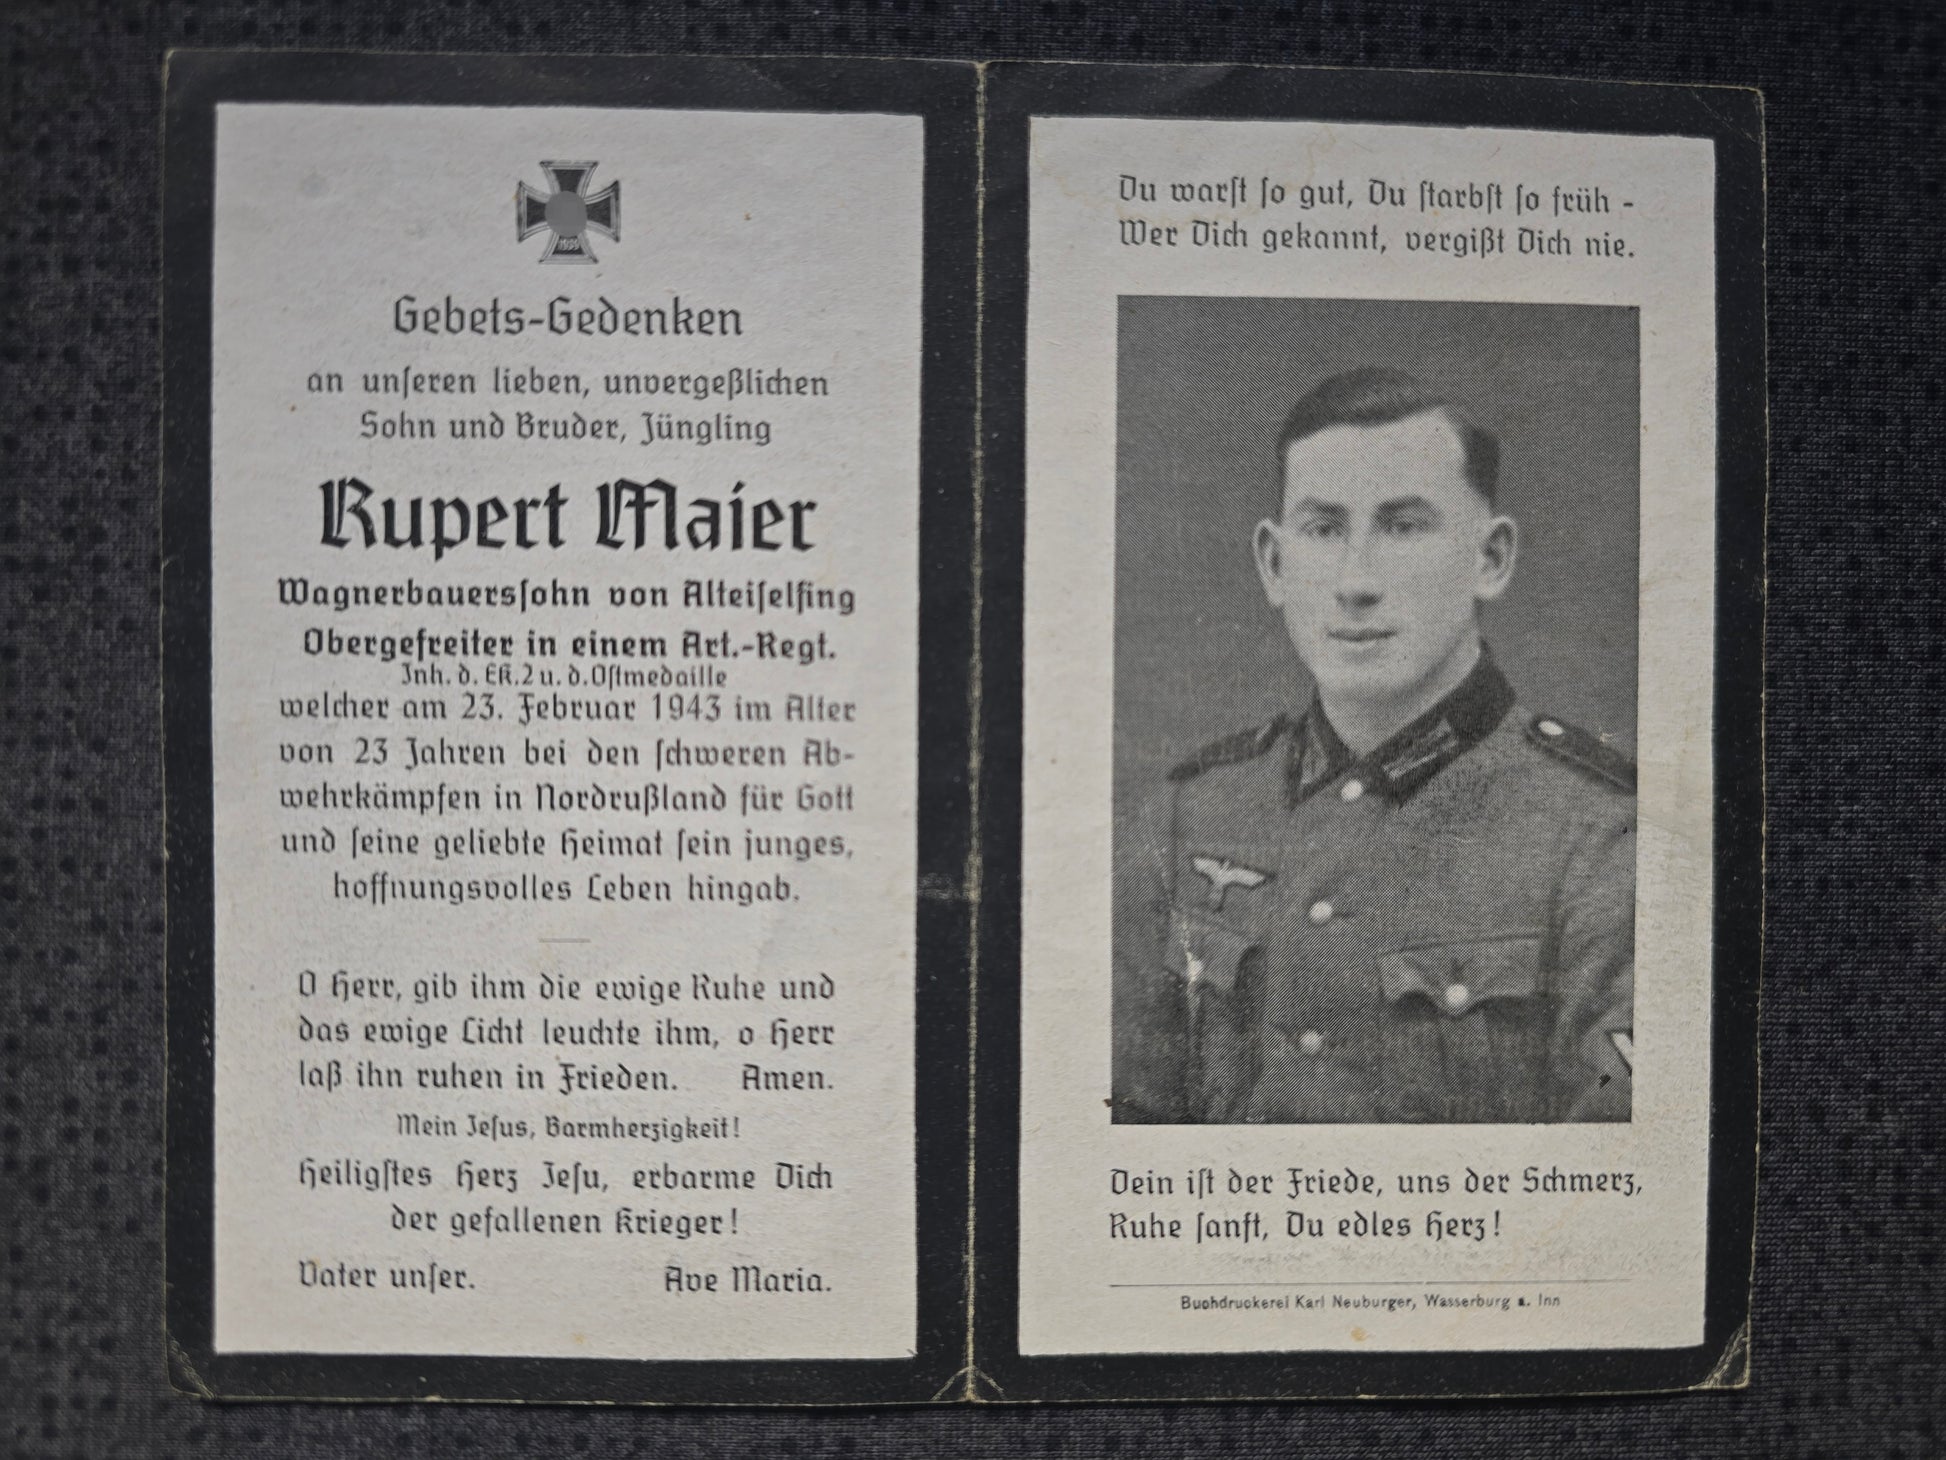 1939
Gebets-Gedenken
an unseren lieben, unvergeßlichen
Sohn und Bruder, Jüngling
Rupert Maier
Wagnerbauerssohn von Alteiselfing
Obergefreiter in einem Art.-Regt.
Inh. d. EK.2 u. d. Ostmedaille
welcher am 23. Februar 1943 im Alter
von 23 Jahren bei den schweren Ab-
wehrkämpfen in Nordrußland für Gott
und seine geliebte Heimat sein junges,
hoffnungsvolles Leben hingab.
O Herr, gib ihm die ewige Ruhe und
das ewige Licht leuchte ihm, o Herr
laß ihn ruhen in Frieden. Amen.
Mein Jesus, Barmherzigkeit!
Heiligstes Herz Jesu, erbarme Dich
der gefallenen Krieger!
Vater unser. Ave Maria.
Du warst so gut, Du starbst so früh -
Wer Dich gekannt, vergißt Dich nie.
Dein ist der Friede, uns der Schmerz,
Ruhe sanft, Du edles Herz!
Buchdruckerei Karl Neuburger, Wasserburg a. Inn